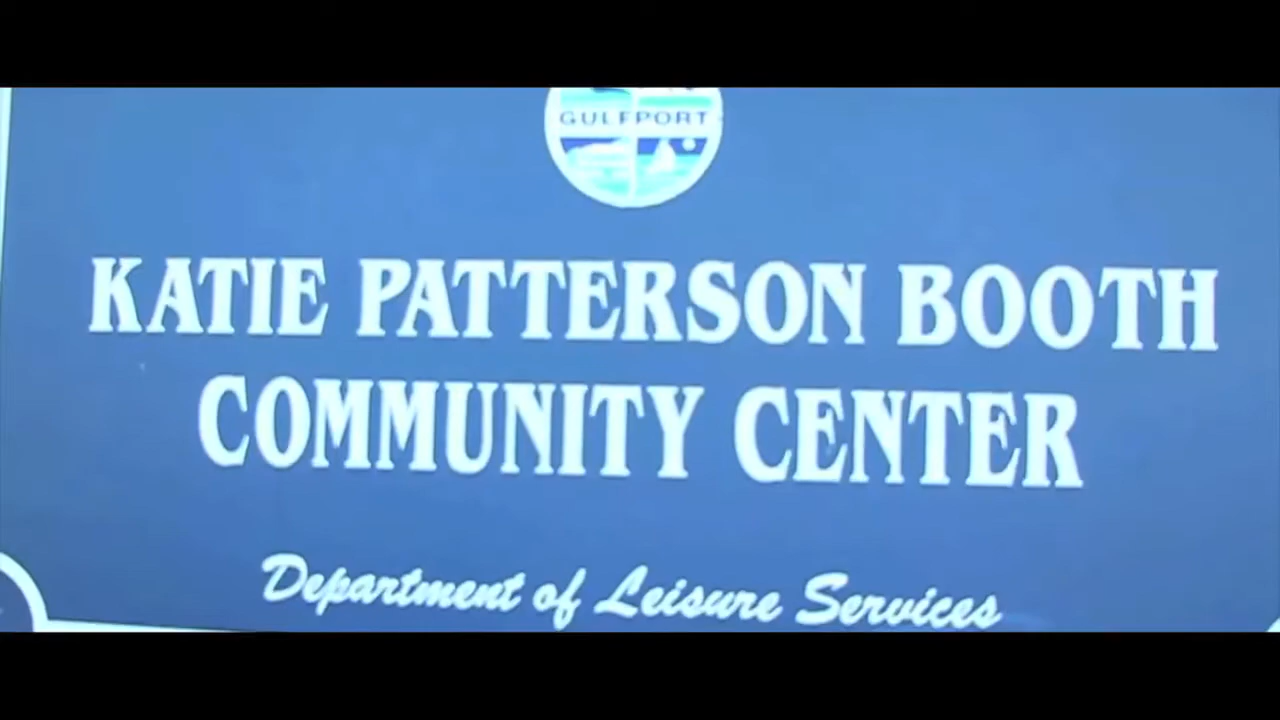 GULFPORT
KATIE PATTERSON BOOTH
COMMUNITY CENTER
Department of Leisure Services